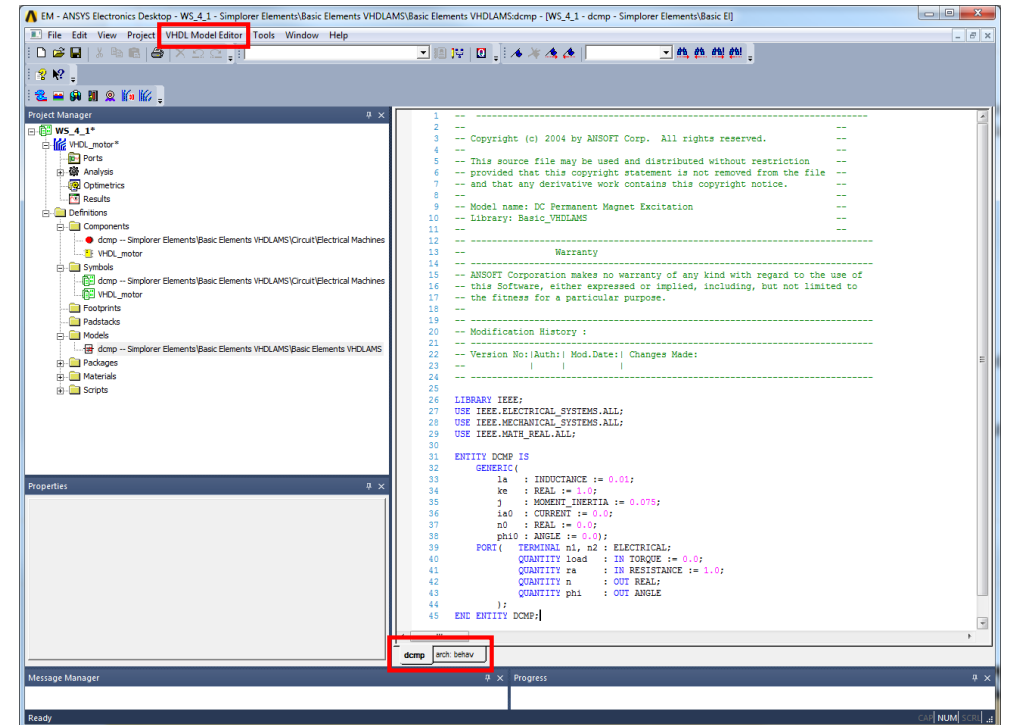 EM - ANSYS Electronics Desktop - WS_4_1 - Simplorer Elements\Basic Elements VHDLAMS\Basic Elements VHDLAMS:dcmp - [WS_4_1 - dcmp - Simplorer Elements\Basic El]
File Edit View Project VHDL Model Editor Tools Window Help
Project Manager
WS_4_1*
VHDL_motor*
Ports
Analysis
Optimetrics
Results
Definitions
Components
dcmp -- Simplorer Elements\Basic Elements VHDLAMS\Circuit\Electrical Machines
VHDL_motor
Symbols
dcmp -- Simplorer Elements\Basic Elements VHDLAMS\Circuit\Electrical Machines
VHDL_motor
Footprints
Padstacks
Models
dcmp -- Simplorer Elements\Basic Elements VHDLAMS\Basic Elements VHDLAMS
Packages
Materials
Scripts
Properties
1 -- --------------------------------------------------------------
2 -- --
3 -- Copyright (c) 2004 by ANSOFT Corp. All rights reserved. --
4 -- --
5 -- This source file may be used and distributed without restriction --
6 -- provided that this copyright statement is not removed from the file --
7 -- and that any derivative work contains this copyright notice. --
8 -- --
9 -- Model name: DC Permanent Magnet Excitation --
10 -- Library: Basic_VHDLAMS --
11 -- --
12 -- ---------------------------------------------------------------
13 -- Warranty
14 -- ---------------------------------------------------------------
15 -- ANSOFT Corporation makes no warranty of any kind with regard to the use of
16 -- this Software, either expressed or implied, including, but not limited to
17 -- the fitness for a particular purpose.
18 --
19 -- ---------------------------------------------------------------
20 -- Modification History :
21 -- ---------------------------------------------------------------
22 -- Version No:|Auth:| Mod.Date:| Changes Made:
23 -- | | |
24 -- ---------------------------------------------------------------
25
26 LIBRARY IEEE;
27 USE IEEE.ELECTRICAL_SYSTEMS.ALL;
28 USE IEEE.MECHANICAL_SYSTEMS.ALL;
29 USE IEEE.MATH_REAL.ALL;
30
31 ENTITY DCMP IS
32 GENERIC(
33 la : INDUCTANCE := 0.01;
34 ke : REAL := 1.0;
35 j : MOMENT_INERTIA := 0.075;
36 ia0 : CURRENT := 0.0;
37 n0 : REAL := 0.0;
38 phi0 : ANGLE := 0.0);
39 PORT( TERMINAL n1, n2 : ELECTRICAL;
40 QUANTITY load : IN TORQUE := 0.0;
41 QUANTITY ra : IN RESISTANCE := 1.0;
42 QUANTITY n : OUT REAL;
43 QUANTITY phi : OUT ANGLE
44 );
45 END ENTITY DCMP;
dcmp arch: behav
Message Manager
Progress
Ready
CAP NUM SCRL